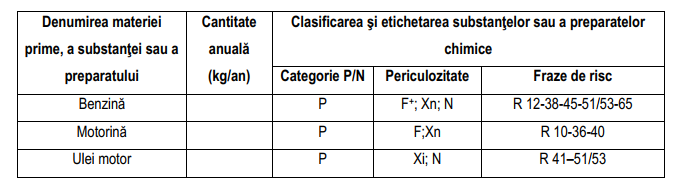 Denumirea materiei prime, a substanţei sau a preparatului
Cantitate anuală (kg/an)
Clasificarea şi etichetarea substanţelor sau a preparatelor chimice
Categorie P/N
Periculozitate
Fraze de risc
Benzină
P
F+; Xn; N
R 12-38-45-51/53-65
Motorină
P
F;Xn
R 10-36-40
Ulei motor
P
Xi; N
R 41–51/53